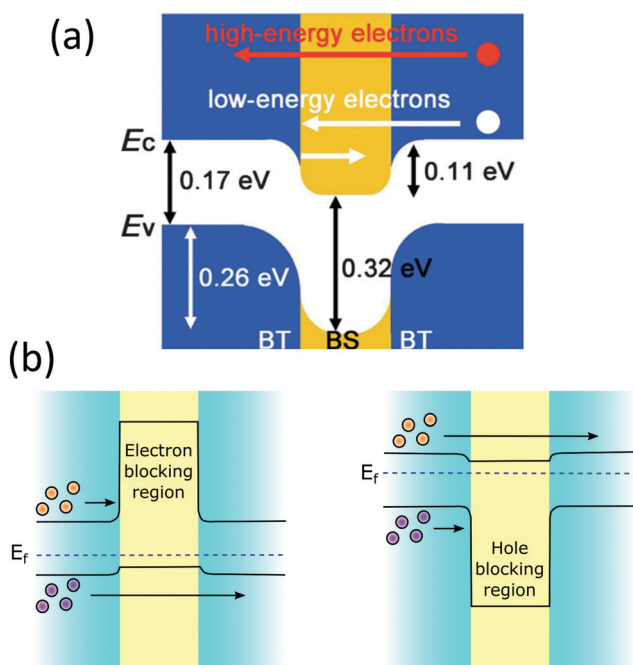 (a)
high-energy electrons
low-energy electrons
Ec
0.17 eV
0.11 eV
Ev
0.26 eV
0.32 eV
BT BS BT
(b)
Electron
blocking
region
Ef
Ef
Hole
blocking
region